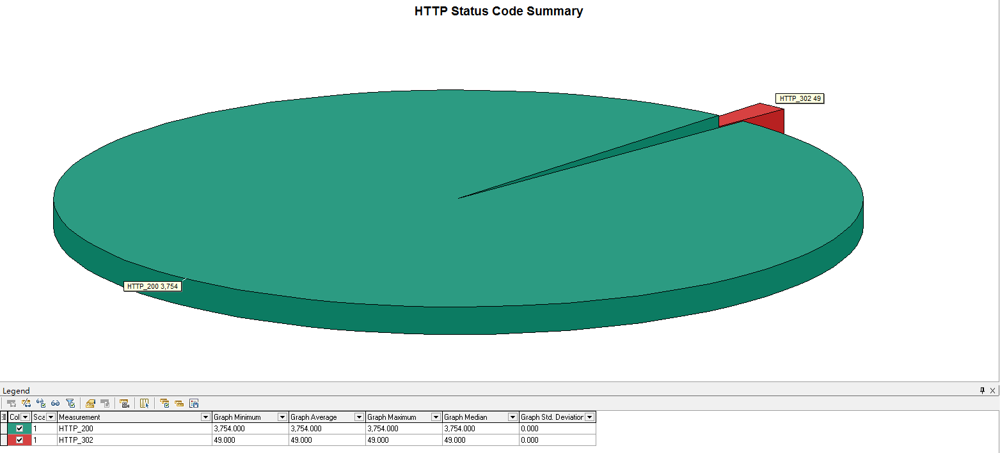 HTTP Status Code Summary
HTTP_302 49
HTTP_200 3,754
Legend
Col Sca Measurement Graph Minimum Graph Average Graph Maximum Graph Median Graph Std. Deviation
1 HTTP_200 3,754.000 3,754.000 3,754.000 3,754.000 0.000
1 HTTP_302 49.000 49.000 49.000 49.000 0.000